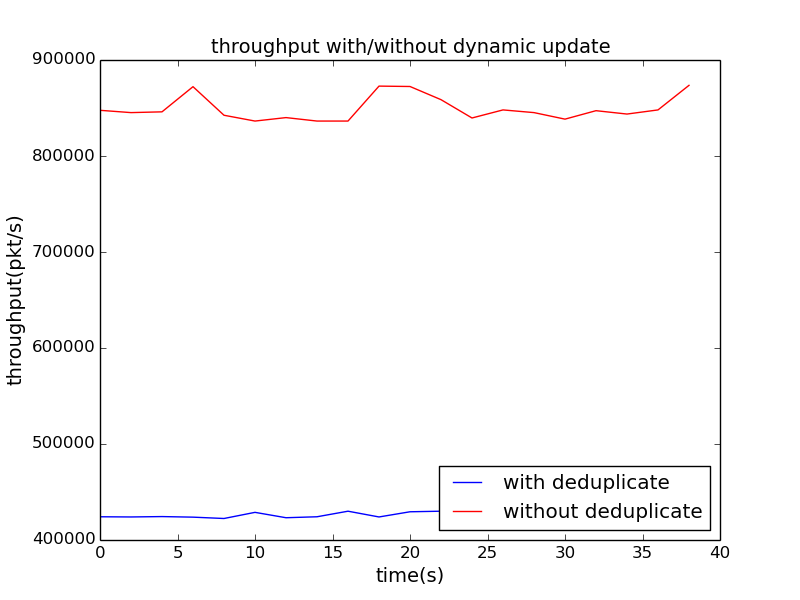 throughput with/without dynamic update
900000
800000
700000
600000
500000
400000
throughput(pkt/s)
with deduplicate
without deduplicate
0 5 10 15 20 25 30 35 40
time(s)